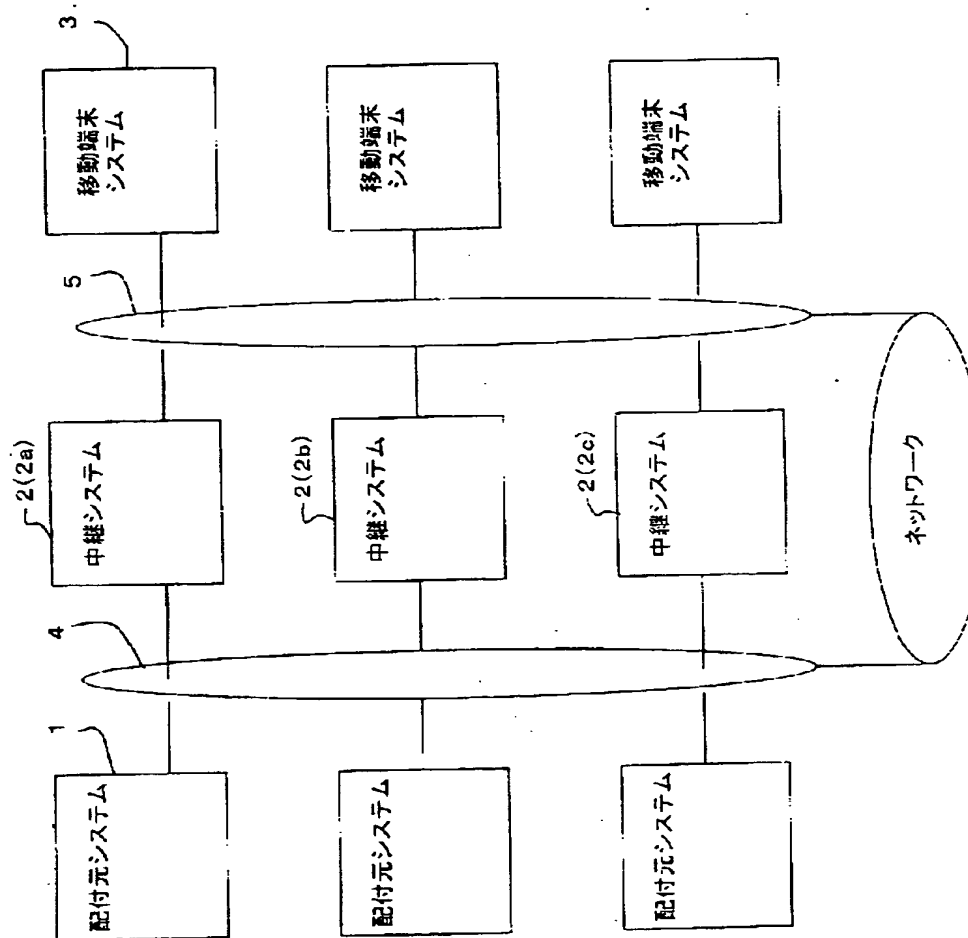 3
移動端末
システム
移動端末
システム
移動端末
システム
5
2(2a)
中継システム
2(2b)
中継システム
2(2c)
中継システム
4
1
配付元システム
配付元システム
配付元システム
ネットワーク